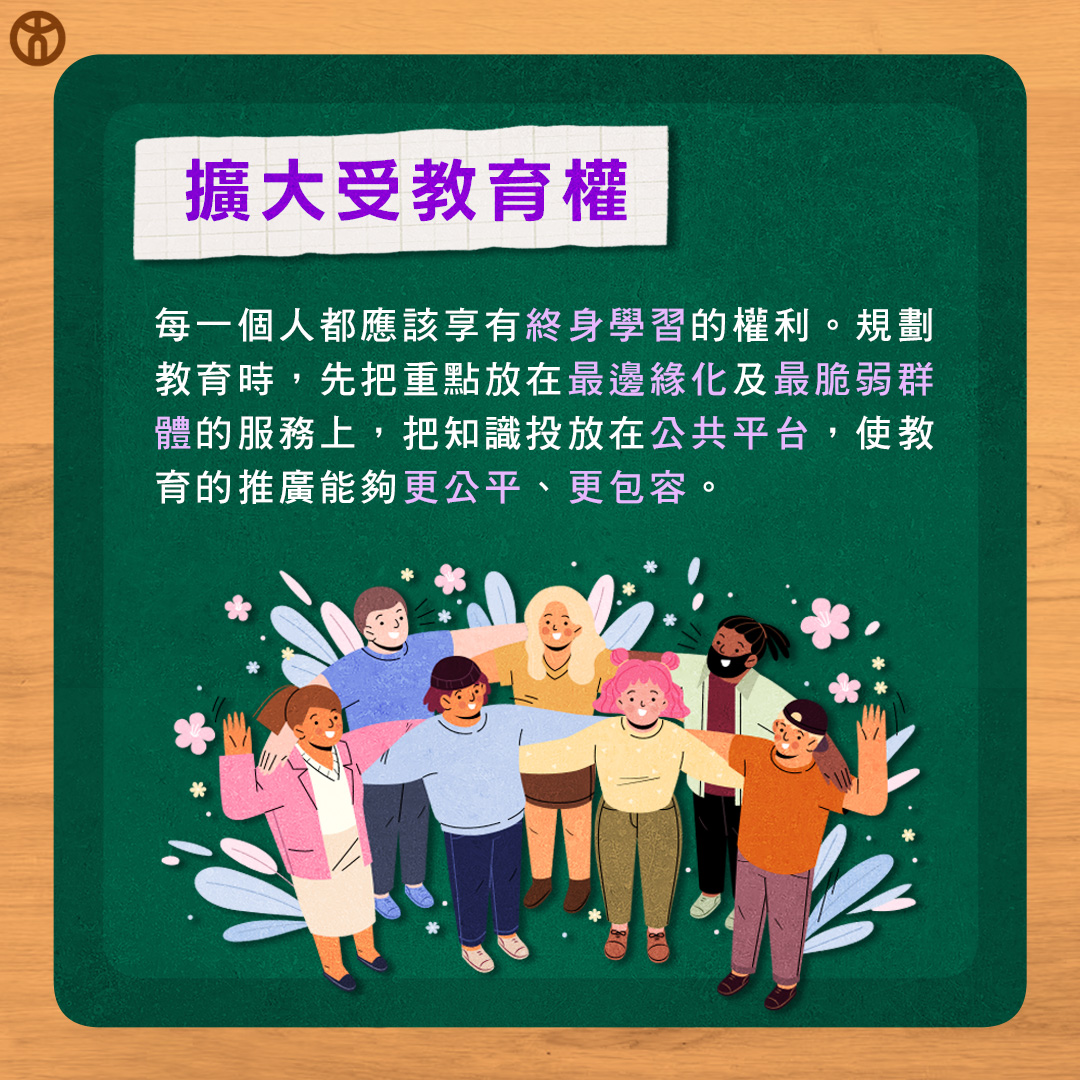 擴大受教育權
每一個人都應該享有終身學習的權利。規劃
教育時，先把重點放在最邊緣化及最脆弱群
體的服務上，把知識投放在公共平台，使教
育的推廣能夠更公平、更包容。